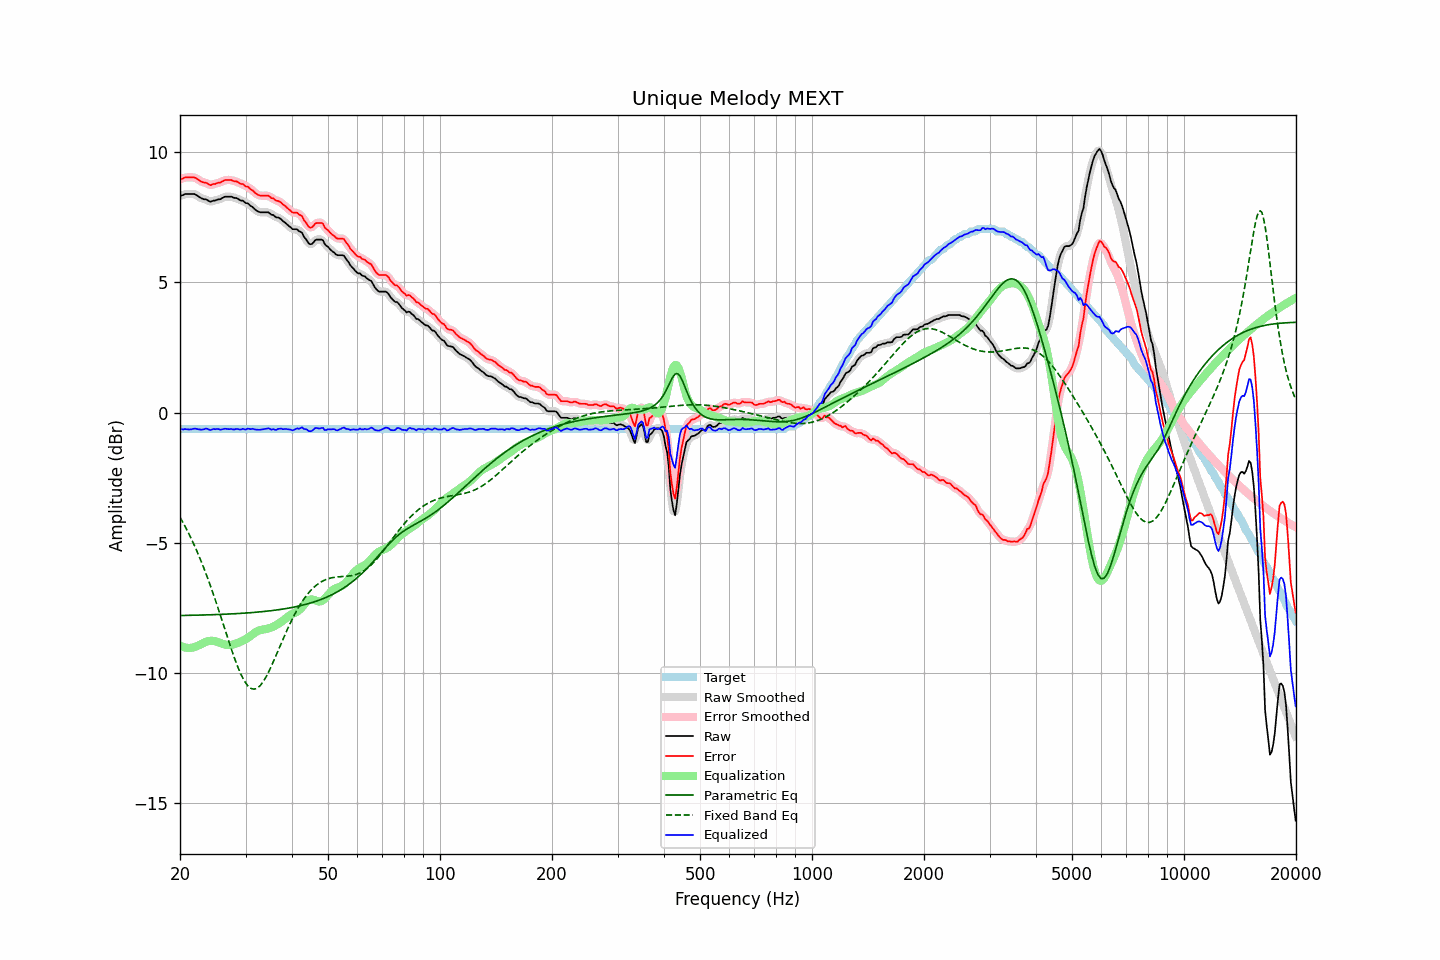 Unique Melody MEXT
Amplitude (dBr)
10
5
0
−5
−10
−15
Target
Raw Smoothed
Error Smoothed
Raw
Error
Equalization
Parametric Eq
Fixed Band Eq
Equalized
20 50 100 200 500 1000 2000 5000 10000 20000
Frequency (Hz)